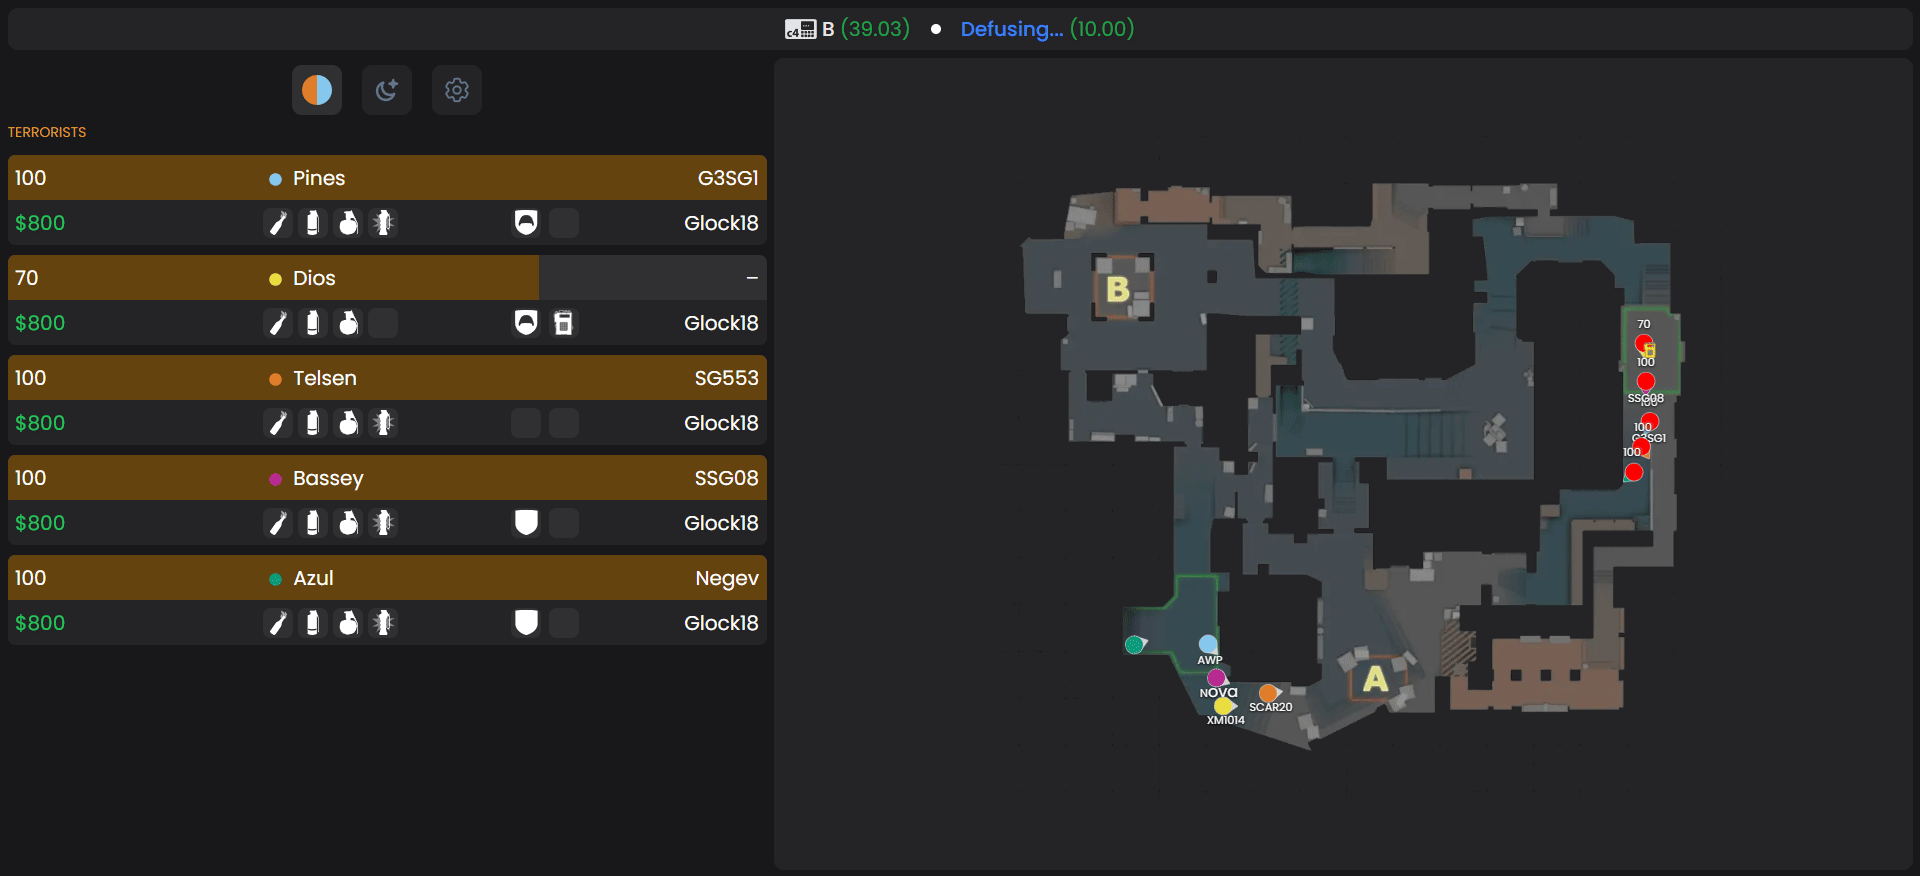 B (39.03) Defusing... (10.00)
TERRORISTS
100 Pines G3SG1
$800 Glock18
70 Dios –
$800 Glock18
100 Telsen SG553
$800 Glock18
100 Bassey SSG08
$800 Glock18
100 Azul Negev
$800 Glock18
B
70
100
SSG08
100
100
G3SG1
100
A
AWP
nova
XM1014
SCAR20